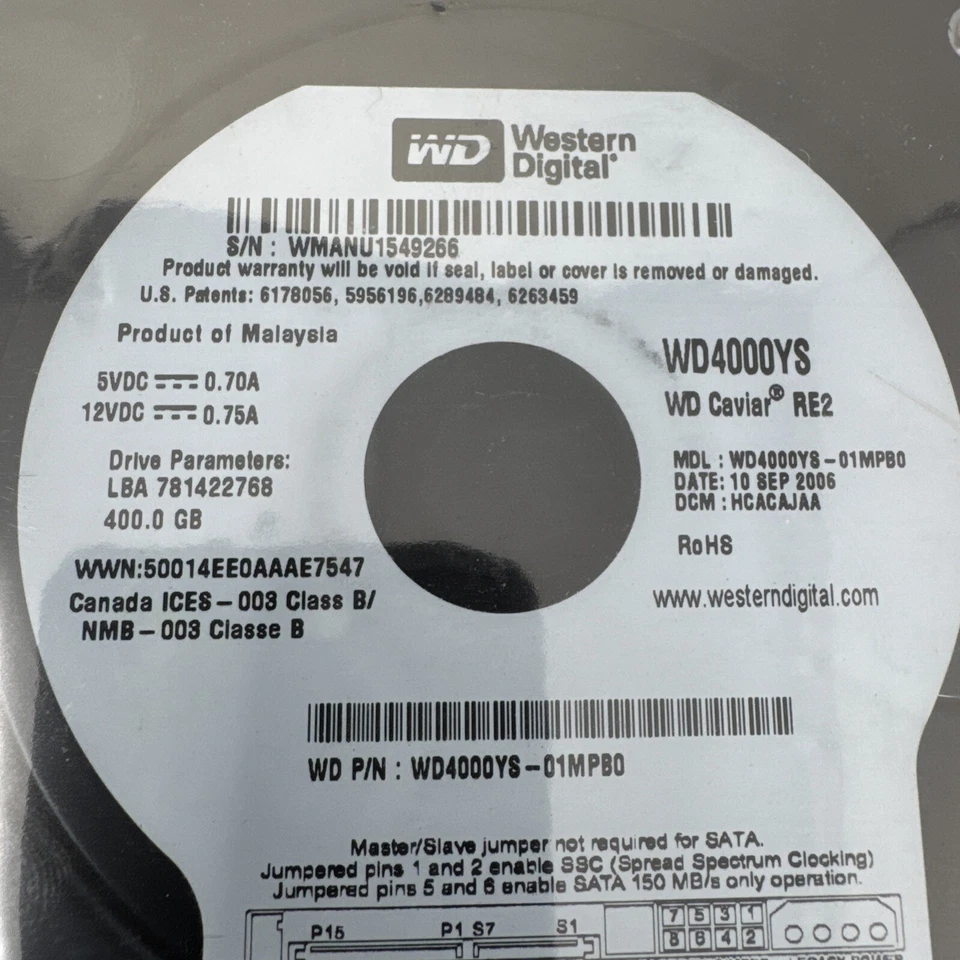 WD Western
Digital®
S/N : WMANU1549266
Product warranty will be void if seal, label or cover is removed or damaged.
U.S. Patents: 6178056, 5956196,6289484, 6263459
Product of Malaysia
5VDC ⎓ 0.70A
12VDC ⎓ 0.75A
Drive Parameters:
LBA 781422768
400.0 GB
WWN:50014EE0AAAE7547
Canada ICES-003 Class B/
NMB-003 Classe B
WD4000YS
WD Caviar® RE2
MDL : WD4000YS-01MPB0
DATE: 10 SEP 2006
DCM : HCACAJAA
RoHS
www.westerndigital.com
WD P/N : WD4000YS-01MPB0
Master/Slave jumper not required for SATA.
Jumpered pins 1 and 2 enable SSC (Spread Spectrum Clocking)
Jumpered pins 5 and 6 enable SATA 150 MB/s only operation.
P15 P1 S7 S1
7 5 3 1
8 6 4 2
LEGACY POWER